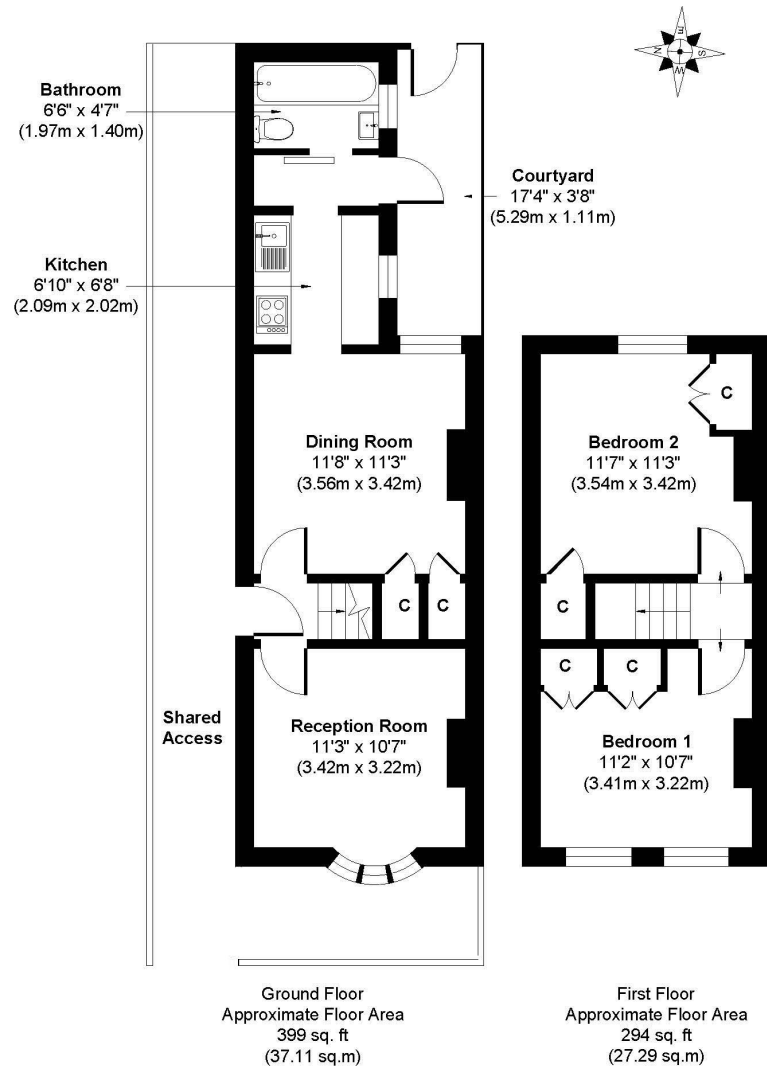 E
N
S
W
Bathroom
6'6" x 4'7"
(1.97m x 1.40m)
Courtyard
17'4" x 3'8"
(5.29m x 1.11m)
Kitchen
6'10" x 6'8"
(2.09m x 2.02m)
Dining Room
11'8" x 11'3"
(3.56m x 3.42m)
C
C
Shared
Access
Reception Room
11'3" x 10'7"
(3.42m x 3.22m)
C
Bedroom 2
11'7" x 11'3"
(3.54m x 3.42m)
C
C
C
Bedroom 1
11'2" x 10'7"
(3.41m x 3.22m)
Ground Floor
Approximate Floor Area
399 sq. ft
(37.11 sq.m)
First Floor
Approximate Floor Area
294 sq. ft
(27.29 sq.m)